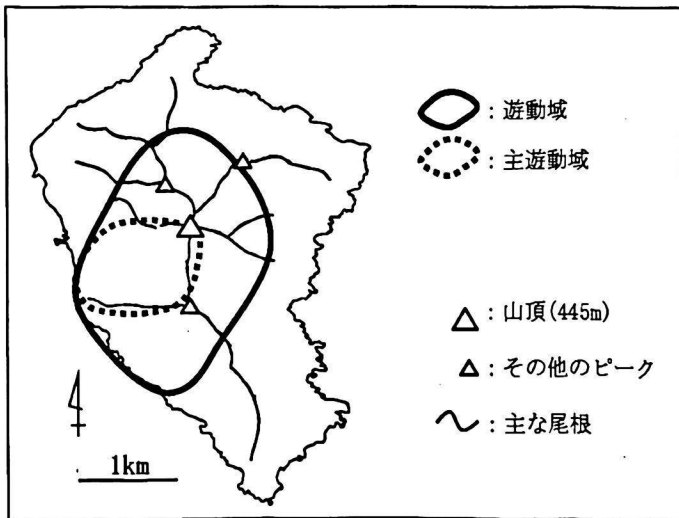 ：遊動域
：主遊動域
：山頂(445m)
：その他のピーク
：主な尾根
1km